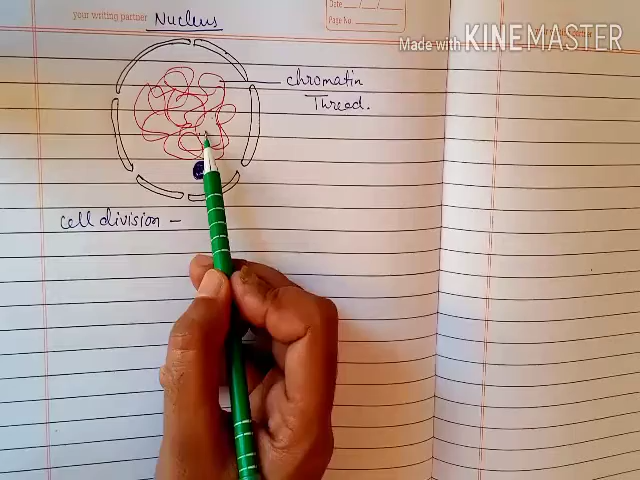 your writing partner Nucleus
Date / /
Page No.
Made with KINEMASTER
chromatin
Thread.
cell division –